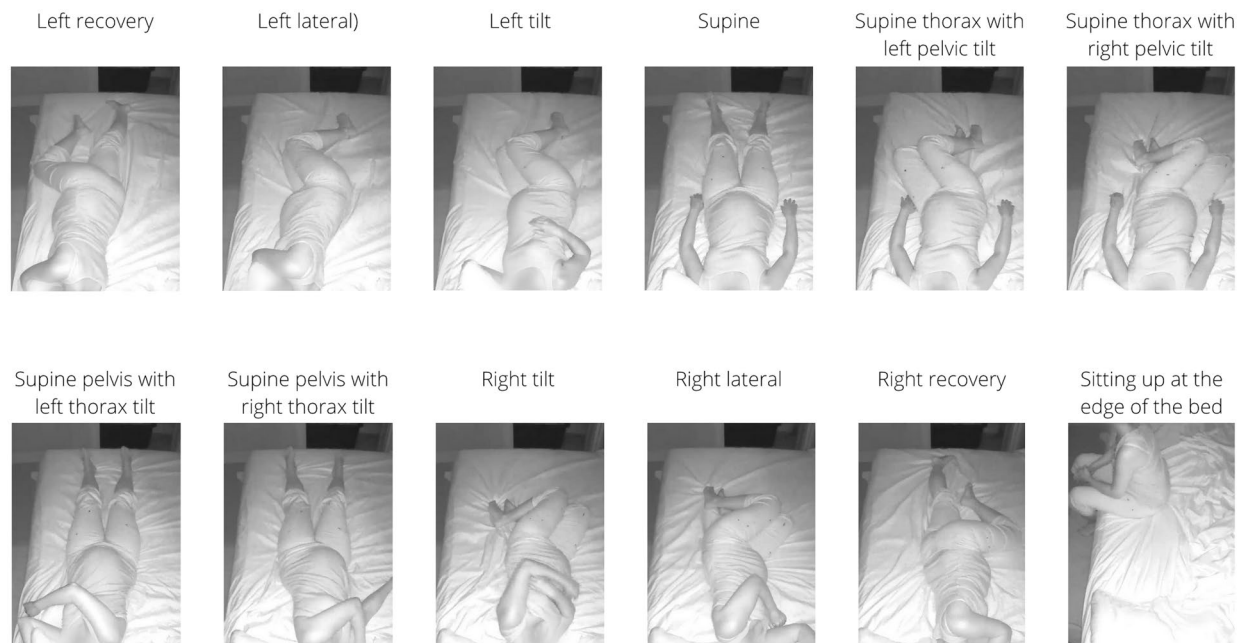 Left recovery
Left lateral)
Left tilt
Supine
Supine thorax with
left pelvic tilt
Supine thorax with
right pelvic tilt
Supine pelvis with
left thorax tilt
Supine pelvis with
right thorax tilt
Right tilt
Right lateral
Right recovery
Sitting up at the
edge of the bed